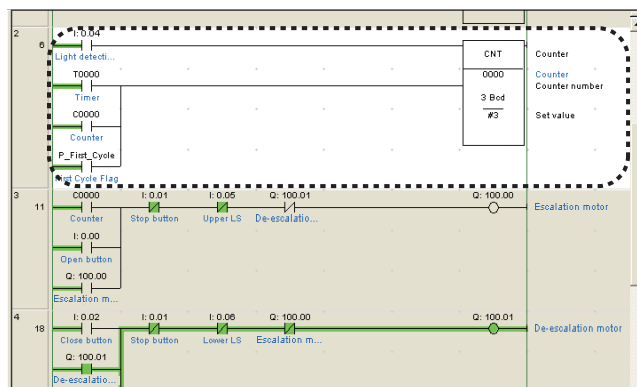 2
6
I: 0.04
Light detecti...
CNT
Counter
T0000
Timer
0000
Counter
Counter number
3 Bcd
#3
Set value
C0000
Counter
P_First_Cycle
First Cycle Flag
3
11
C0000
I: 0.01
I: 0.05
Q: 100.01
Q: 100.00
Counter
Stop button
Upper LS
De-escalatio...
Escalation motor
I: 0.00
Open button
Q: 100.00
Escalation m...
4
18
I: 0.02
I: 0.01
I: 0.06
Q: 100.00
Q: 100.01
Close button
Stop button
Lower LS
Escalation m...
De-escalation motor
Q: 100.01
De-escalatio...